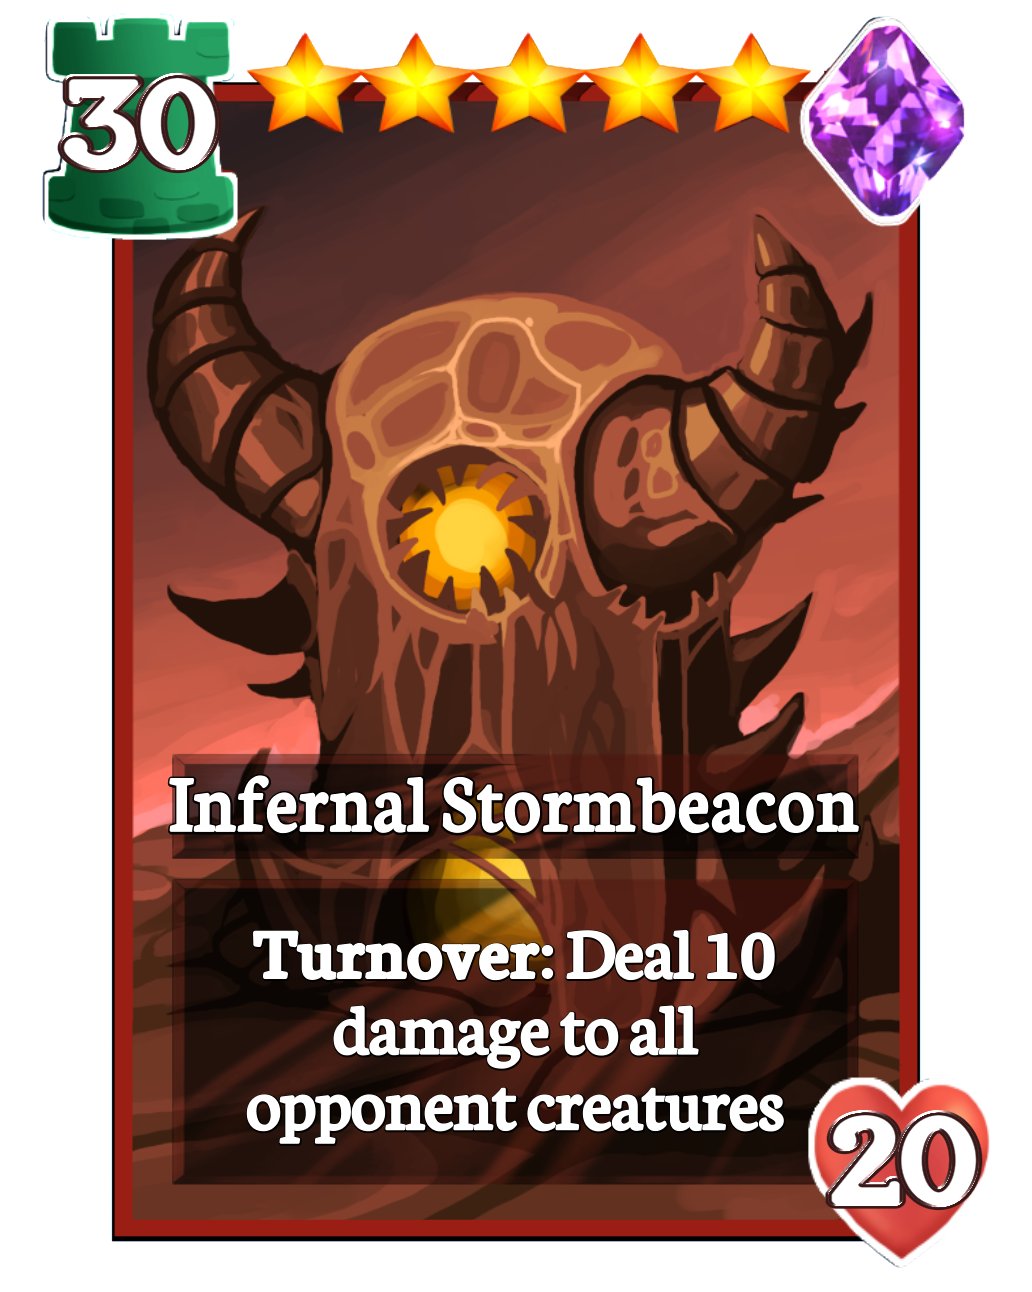 30
Infernal Stormbeacon
Turnover: Deal 10
damage to all
opponent creatures
20